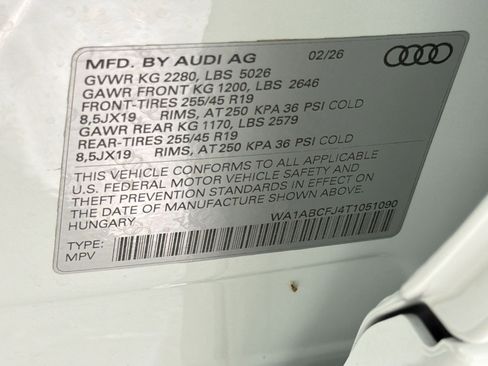 MFD. BY AUDI AG 02/26
GVWR KG 2280, LBS 5026
GAWR FRONT KG 1200, LBS 2646
FRONT-TIRES 255/45 R19
8,5JX19 RIMS, AT 250 KPA 36 PSI COLD
GAWR REAR KG 1170, LBS 2579
REAR-TIRES 255/45 R19
8,5JX19 RIMS, AT 250 KPA 36 PSI COLD
THIS VEHICLE CONFORMS TO ALL APPLICABLE
U.S. FEDERAL MOTOR VEHICLE SAFETY AND
THEFT PREVENTION STANDARDS IN EFFECT ON
THE DATE OF MANUFACTURE SHOWN ABOVE.
HUNGARY WA1ABCFJ4T1051090
TYPE:
MPV